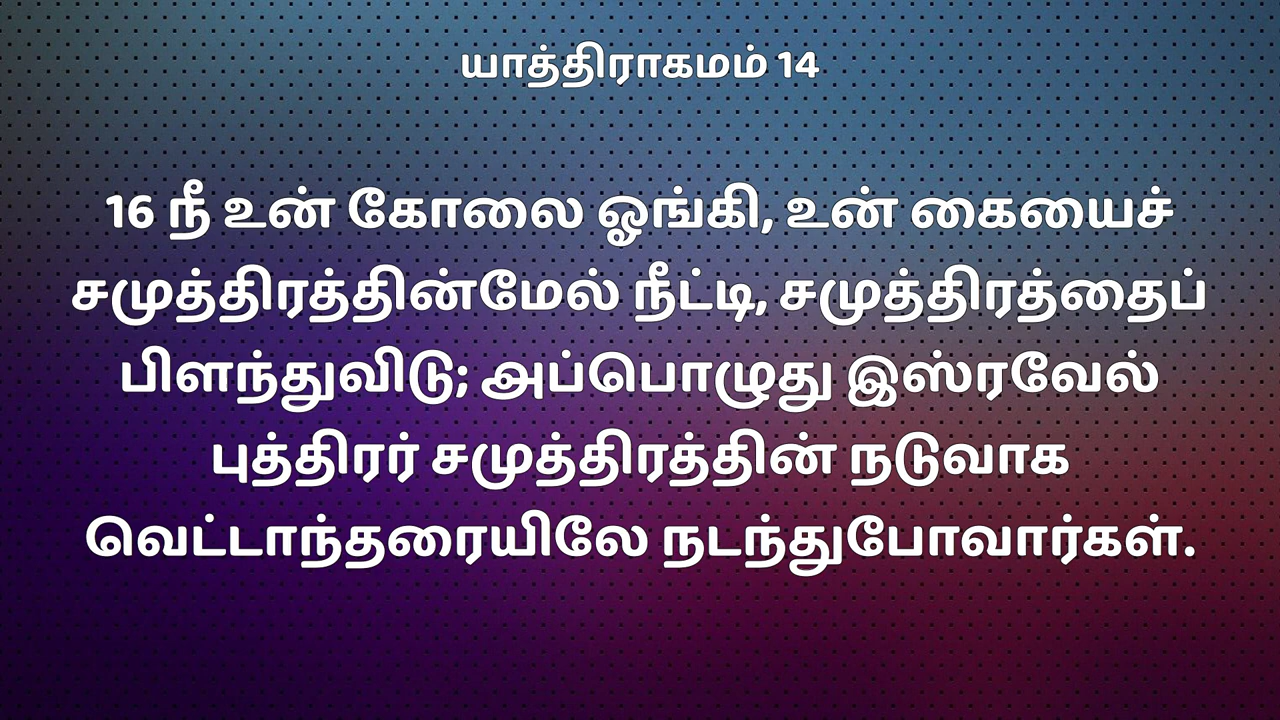 யாத்திராகமம் 14
16 நீ உன் கோலை ஓங்கி, உன் கையைச்
சமுத்திரத்தின்மேல் நீட்டி, சமுத்திரத்தைப்
பிளந்துவிடு; அப்பொழுது இஸ்ரவேல்
புத்திரர் சமுத்திரத்தின் நடுவாக
வெட்டாந்தரையிலே நடந்துபோவார்கள்.